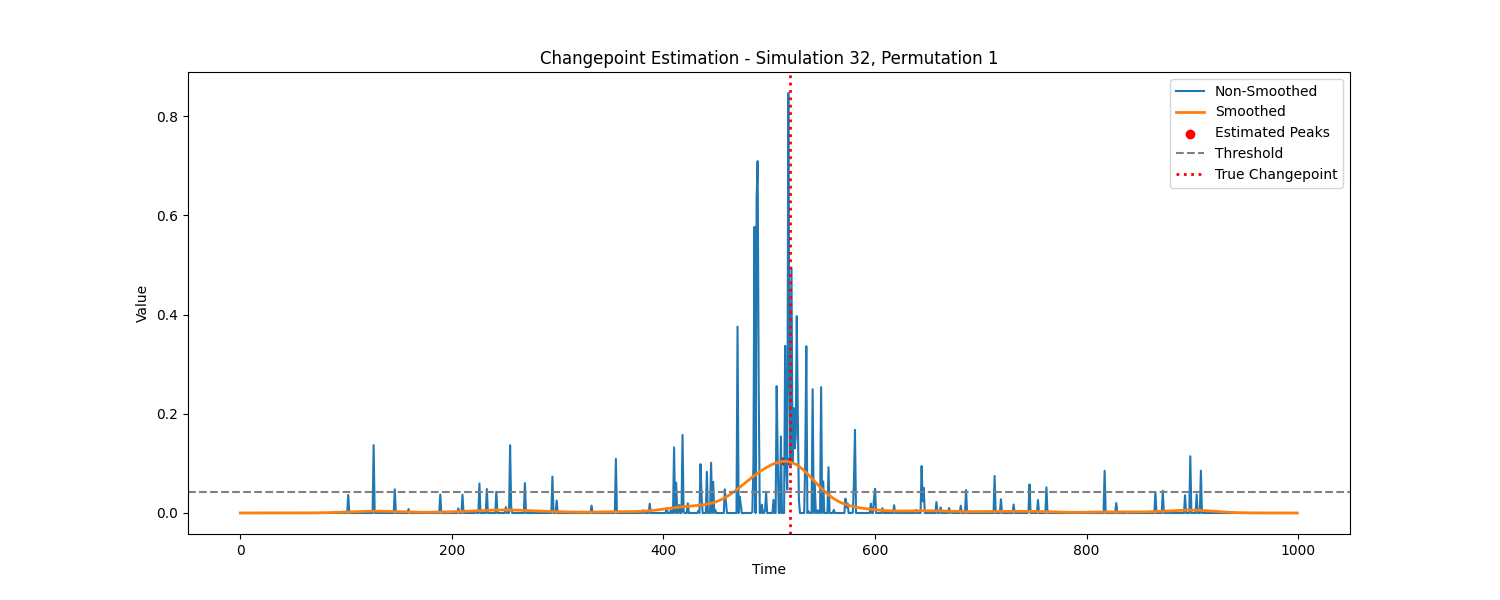 Changepoint Estimation - Simulation 32, Permutation 1
Non-Smoothed
Smoothed
Estimated Peaks
Threshold
True Changepoint
Value
0.8
0.6
0.4
0.2
0.0
0
200
400
600
800
1000
Time